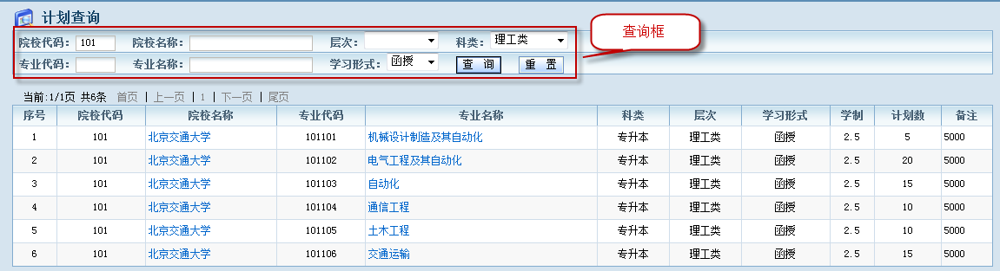 计划查询
院校代码: 101 院校名称: 层次: 科类: 理工类
查询框
专业代码: 专业名称: 学习形式: 函授 查 询 重 置
当前:1/1页 共6条 首页 | 上一页 | 1 | 下一页 | 尾页
序号 院校代码 院校名称 专业代码 专业名称 科类 层次 学习形式 学制 计划数 备注
1 101 北京交通大学 101101 机械设计制造及其自动化 专升本 理工类 函授 2.5 5 5000
2 101 北京交通大学 101102 电气工程及其自动化 专升本 理工类 函授 2.5 20 5000
3 101 北京交通大学 101103 自动化 专升本 理工类 函授 2.5 15 5000
4 101 北京交通大学 101104 通信工程 专升本 理工类 函授 2.5 10 5000
5 101 北京交通大学 101105 土木工程 专升本 理工类 函授 2.5 10 5000
6 101 北京交通大学 101106 交通运输 专升本 理工类 函授 2.5 15 5000